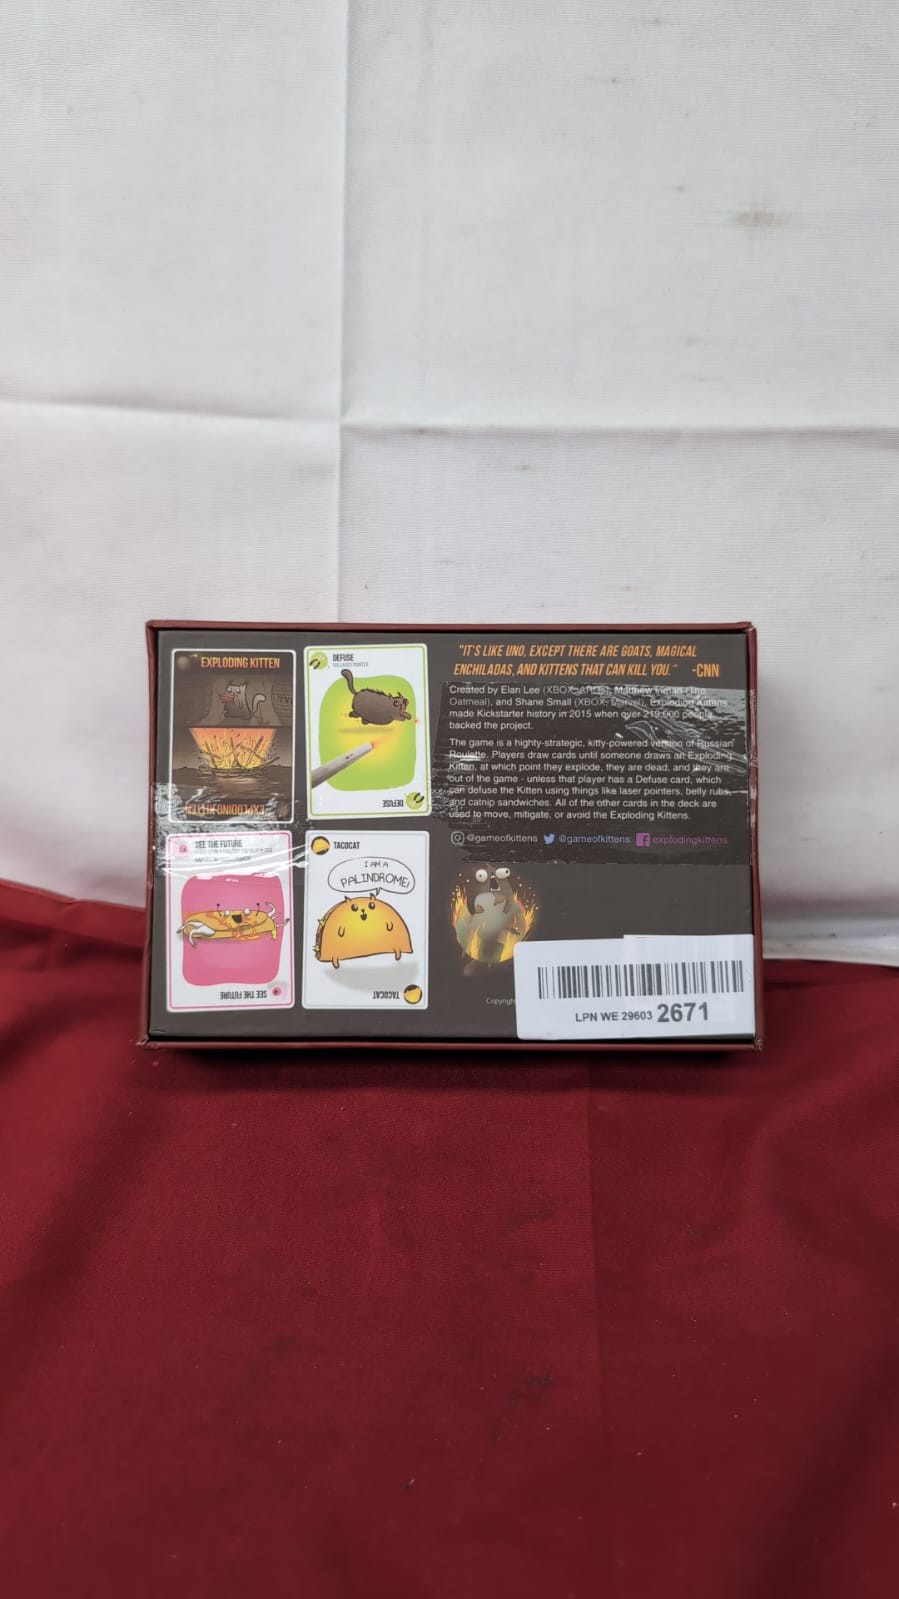 EXPLODING KITTEN
EXPLODING KITTEN
DEFUSE
VIA LASER POINTER
DEFUSE
SEE THE FUTURE
SEE THE FUTURE
TACOCAT
I AM A
PALINDROME!
TACOCAT
"IT'S LIKE UNO, EXCEPT THERE ARE GOATS, MAGICAL
ENCHILADAS, AND KITTENS THAT CAN KILL YOU." -CNN
Created by Elan Lee (XBOX, ARGs), Matthew Inman (The
Oatmeal), and Shane Small (XBOX, Marvel), Exploding Kittens
made Kickstarter history in 2015 when over 219,000 people
backed the project.
The game is a highly-strategic, kitty-powered version of Russian
Roulette. Players draw cards until someone draws an Exploding
Kitten, at which point they explode, they are dead, and they are
out of the game - unless that player has a Defuse card, which
can defuse the Kitten using things like laser pointers, belly rubs,
and catnip sandwiches. All of the other cards in the deck are
used to move, mitigate, or avoid the Exploding Kittens.
@gameofkittens @gameofkittens explodingkittens
Copyrigh
LPN WE 29603 2671